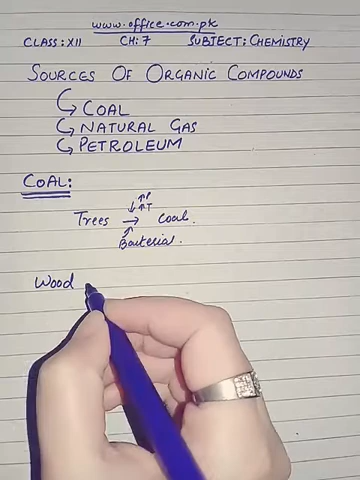 www.office.com.pk
CLASS: XII CH: 7 SUBJECT: CHEMISTRY
SOURCES OF ORGANIC COMPOUNDS
↳ COAL
↳ NATURAL GAS
↳ PETROLEUM
COAL:
↑P
↓ ↑T
Trees → Coal.
↑
Bacteria.
Wood